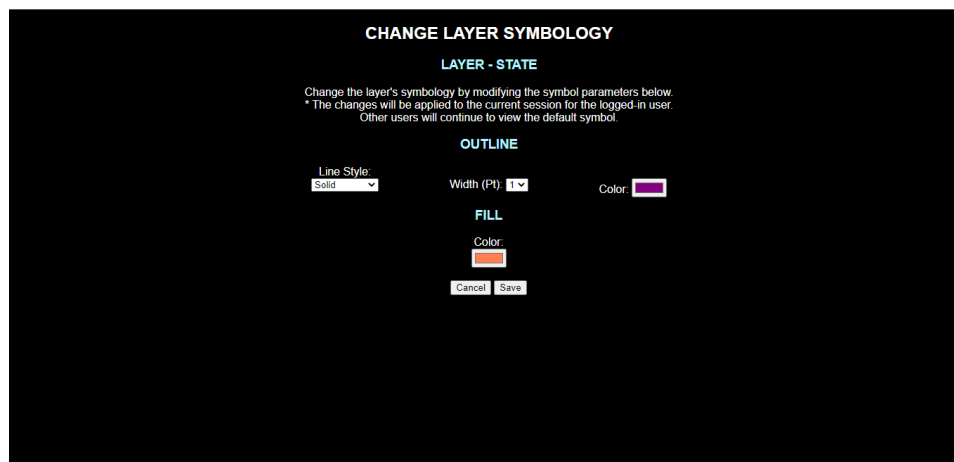 CHANGE LAYER SYMBOLOGY
LAYER - STATE
Change the layer's symbology by modifying the symbol parameters below.
* The changes will be applied to the current session for the logged-in user.
Other users will continue to view the default symbol.
OUTLINE
Line Style:
Solid
Width (Pt): 1
Color:
FILL
Color:
Cancel Save